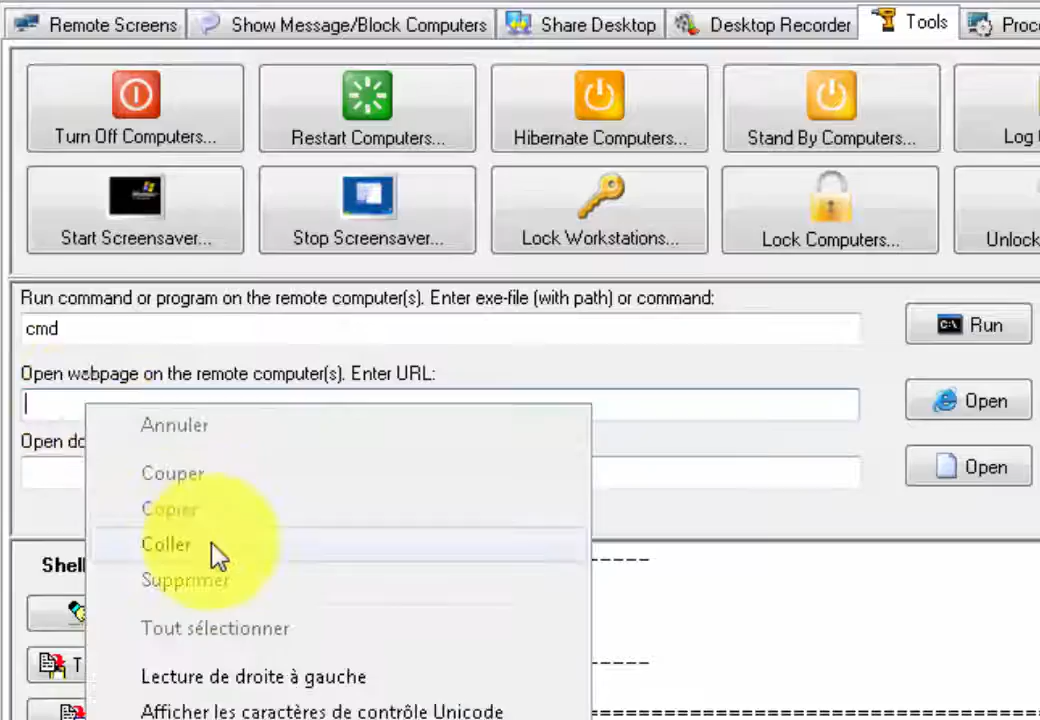 Remote Screens Show Message/Block Computers Share Desktop Desktop Recorder Tools Proc
Turn Off Computers... Restart Computers... Hibernate Computers... Stand By Computers... Log
Start Screensaver... Stop Screensaver... Lock Workstations... Lock Computers... Unlock
Run command or program on the remote computer(s). Enter exe-file (with path) or command:
cmd Run
Open webpage on the remote computer(s). Enter URL:
Open
Annuler
Open do
Couper Open
Copier
Coller
Shell
Supprimer
Tout sélectionner
T
Lecture de droite à gauche
Afficher les caractères de contrôle Unicode